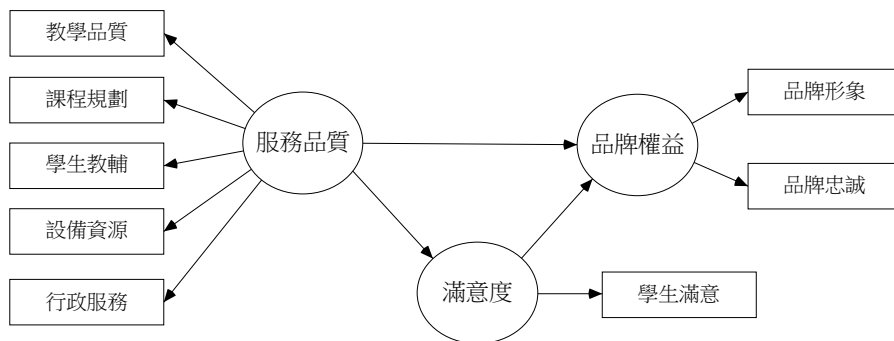 教學品質
課程規劃
學生教輔
設備資源
行政服務
服務品質
滿意度
品牌權益
學生滿意
品牌形象
品牌忠誠